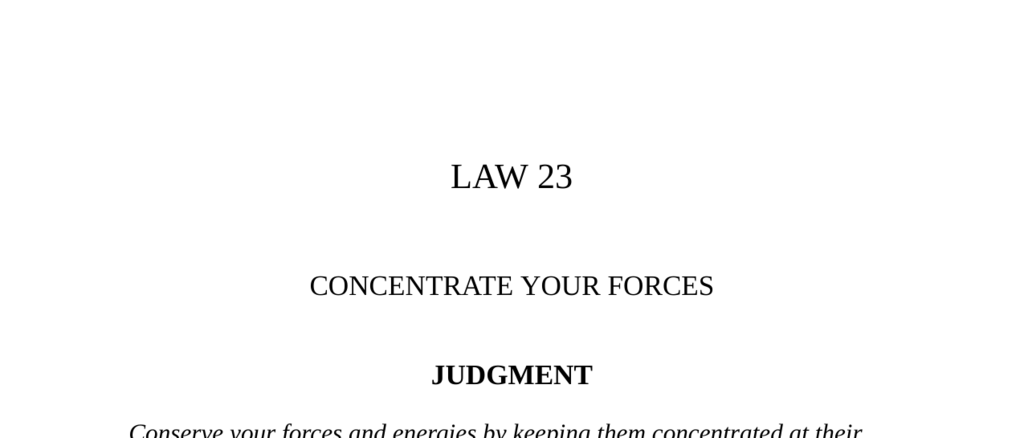 LAW 23
CONCENTRATE YOUR FORCES
JUDGMENT
Conserve your forces and energies by keeping them concentrated at their